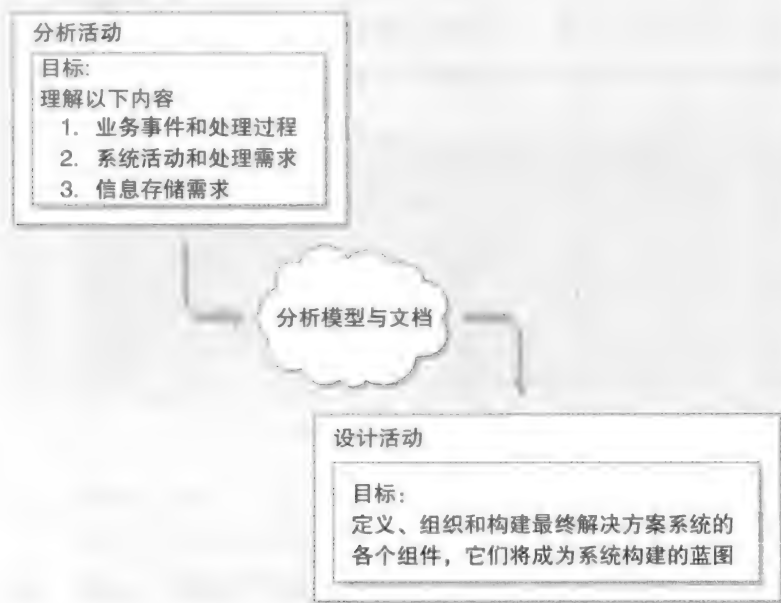 分析活动
目标:
理解以下内容
1. 业务事件和处理过程
2. 系统活动和处理需求
3. 信息存储需求
分析模型与文档
设计活动
目标:
定义、组织和构建最终解决方案系统的
各个组件，它们将成为系统构建的蓝图